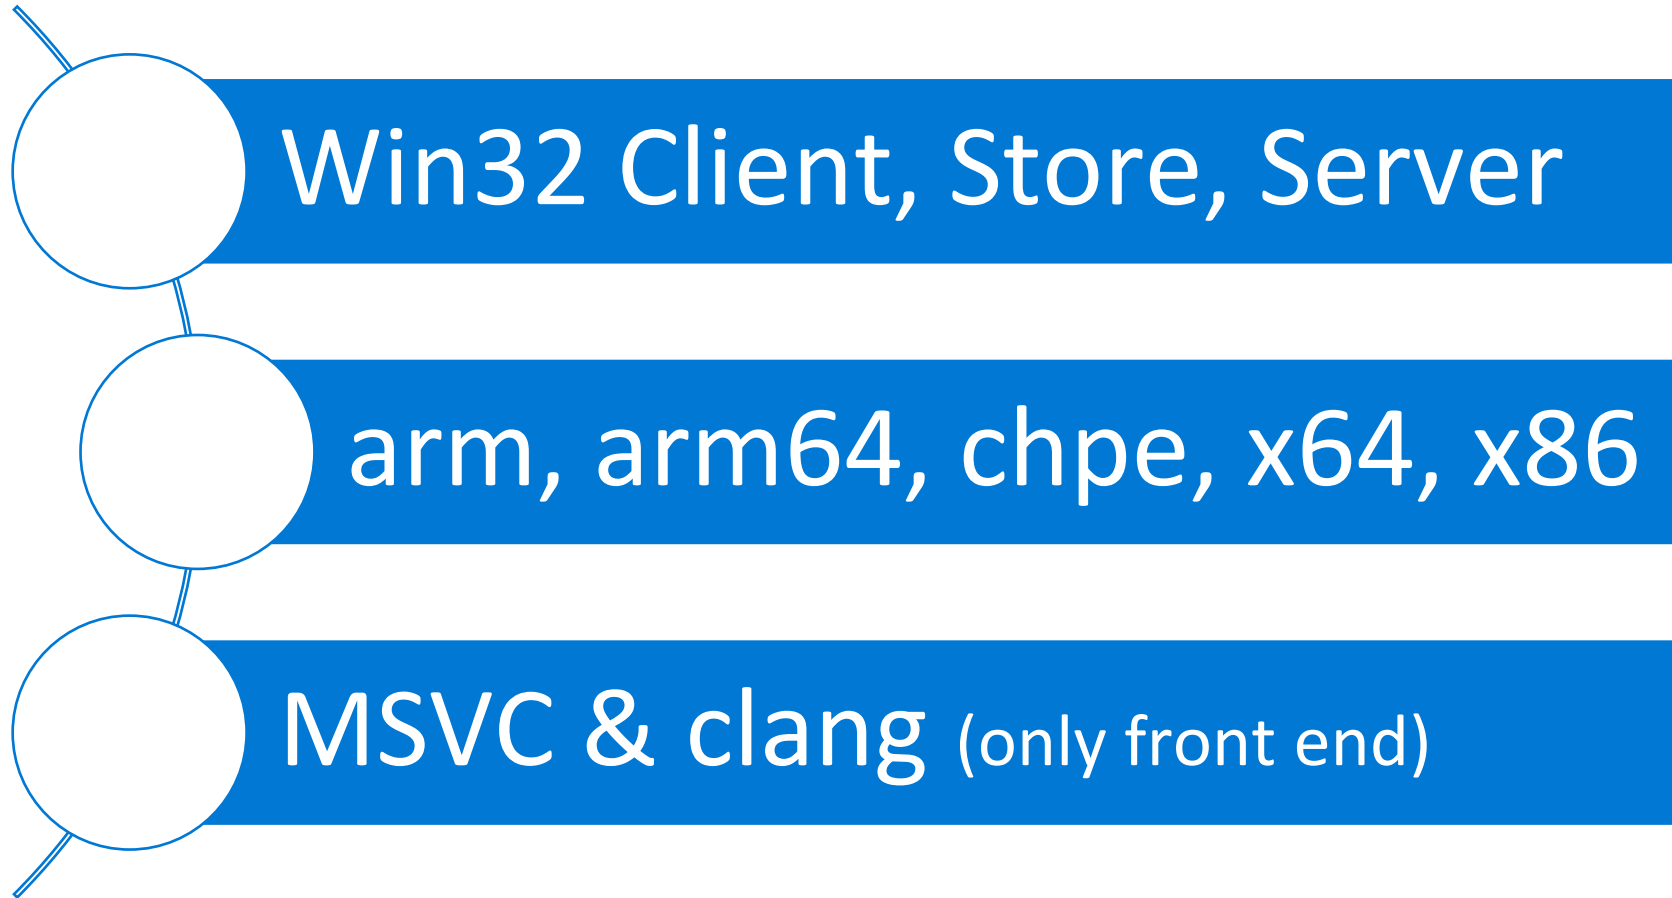 Win32 Client, Store, Server
arm, arm64, chpe, x64, x86
MSVC & clang (only front end)